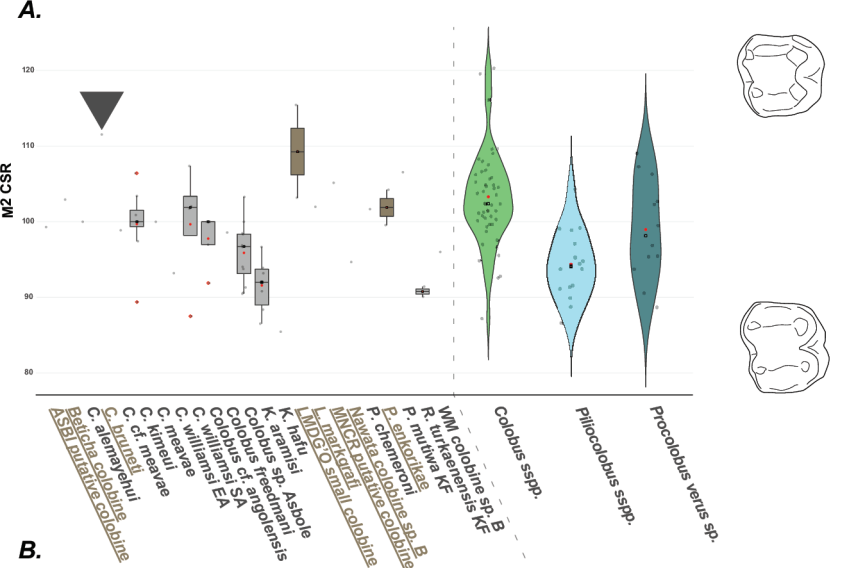 A.
M2 CSR
120
110
100
90
80
ASBI putative colobine
Beticha colobine
C. alemayehui
C. bruneti
C. cf. meavae
C. kimeui
C. meavae
C. williamsi EA
C. williamsi SA
Colobus cf. angolensis
Colobus freedmani
Colobus sp. Asbole
K. aramisi
K. hafu
LMDG'O small colobine
L. markgrafi
MNCR putative colobine
Nawata colobine sp. B
P. chemeroni
P. enkorikae
P. mutiwa KF
R. turkanaensis KF
WM colobine sp. B
Colobus sspp.
Piliocolobus sspp.
Procolobus verus sp.
B.